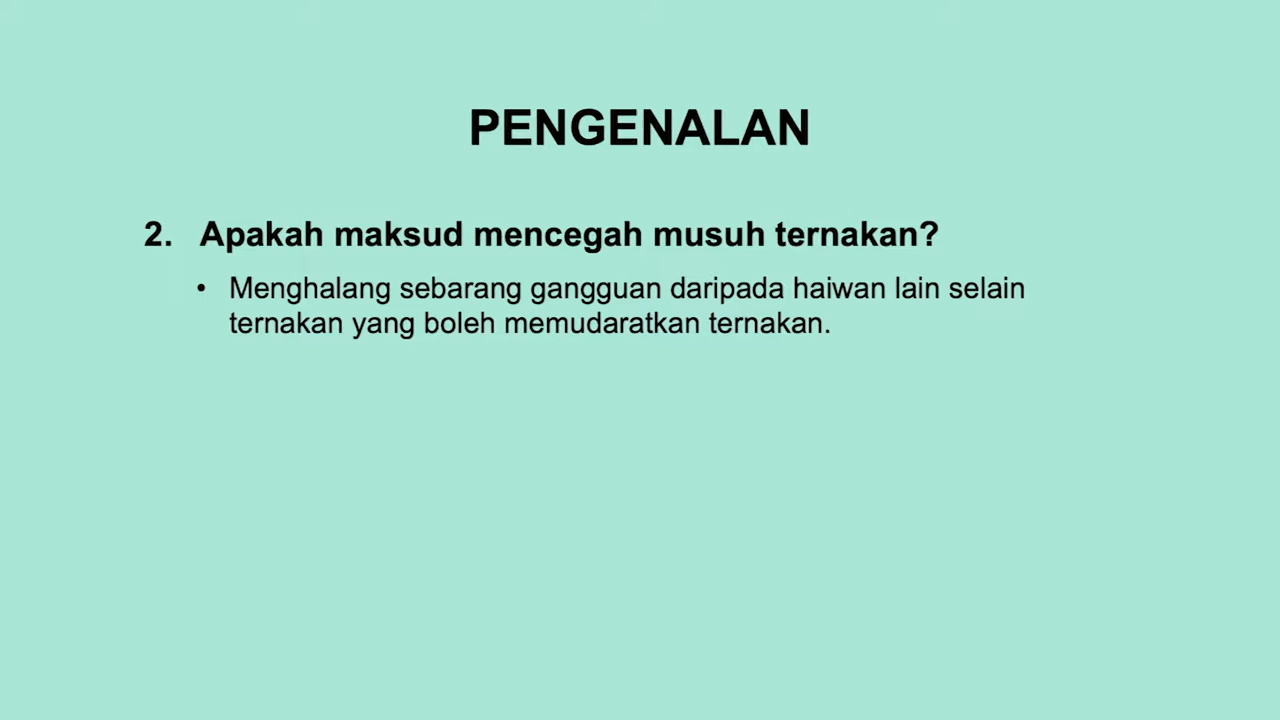 PENGENALAN
2. Apakah maksud mencegah musuh ternakan?
• Menghalang sebarang gangguan daripada haiwan lain selain
ternakan yang boleh memudaratkan ternakan.